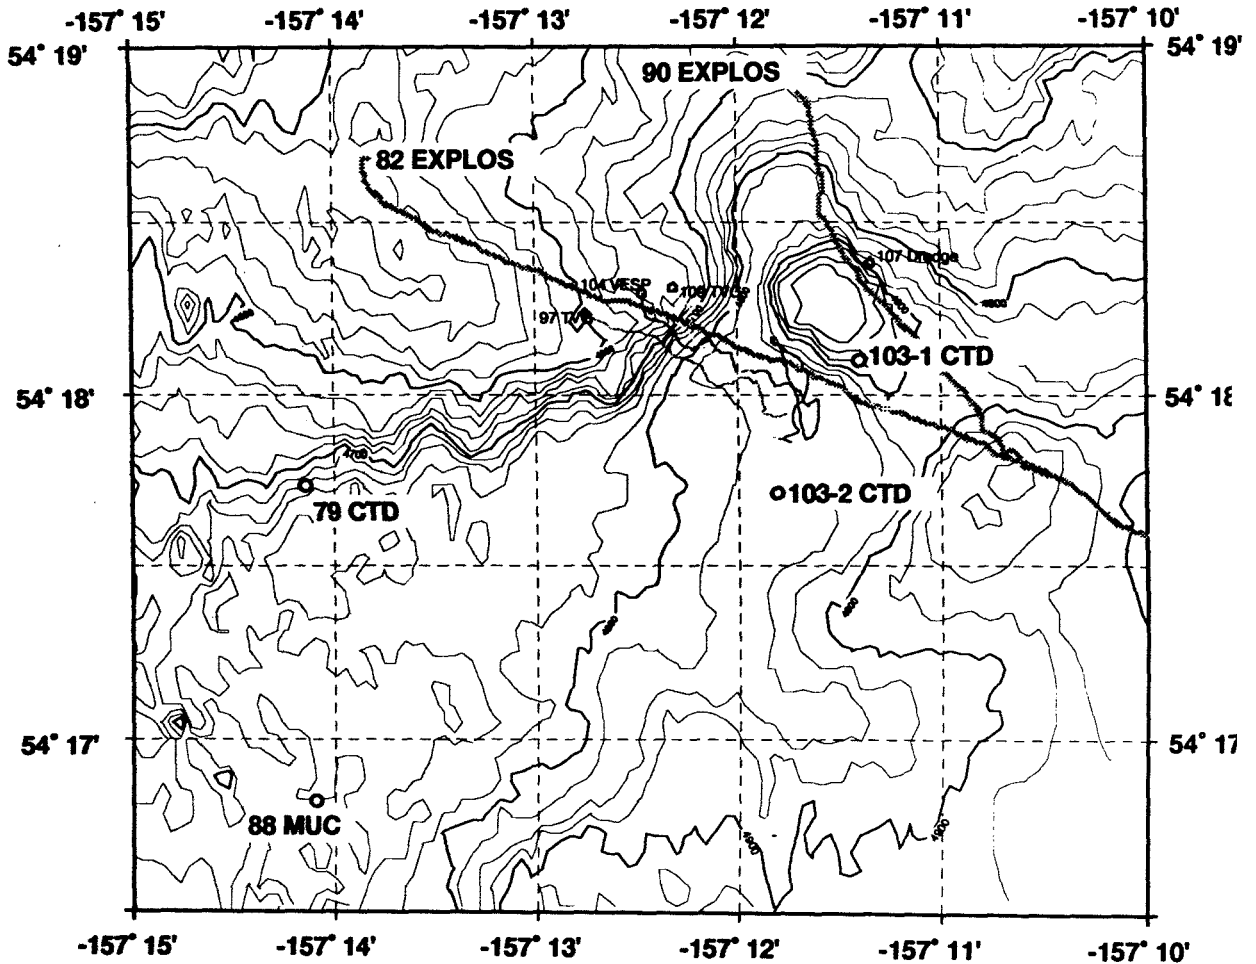 -157° 15' -157° 14' -157° 13' -157° 12' -157° 11' -157° 10'
54° 19' 54° 19'
90 EXPLOS
82 EXPLOS
107 Dredge
104 VESP
4800
4800
103-1 CTD
54° 18' 54° 18
4700
103-2 CTD
79 CTD
4800
54° 17' 54° 17
88 MUC
4900
4900
-157° 15' -157° 14' -157° 13' -157° 12' -157° 11' -157° 10'